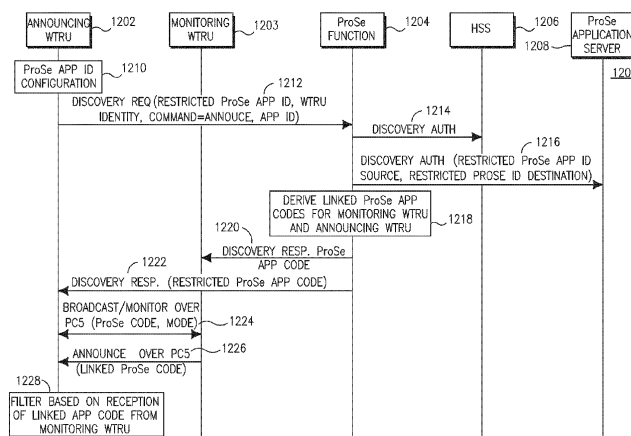 ANNOUNCING
WTRU
1202
MONITORING
WTRU
1203
ProSe
FUNCTION
1204
HSS
1206
ProSe
APPLICATION
SERVER
1208
120
ProSe APP ID
CONFIGURATION
1210
1212
DISCOVERY REQ (RESTRICTED ProSe APP ID, WTRU
IDENTITY, COMMAND=ANNOUCE, APP ID)
1214
DISCOVERY AUTH
1216
DISCOVERY AUTH (RESTRICTED ProSe APP ID
SOURCE, RESTRICTED PROSE ID DESTINATION)
DERIVE LINKED ProSe APP
CODES FOR MONITORING WTRU
AND ANNOUNCING WTRU
1218
1220
DISCOVERY RESP. ProSe
APP CODE
1222
DISCOVERY RESP. (RESTRICTED ProSe APP CODE)
BROADCAST/MONITOR OVER
PC5 (ProSe CODE, MODE)
1224
1226
ANNOUNCE OVER PC5
(LINKED ProSe CODE)
1228
FILTER BASED ON RECEPTION
OF LINKED APP CODE FROM
MONITORING WTRU